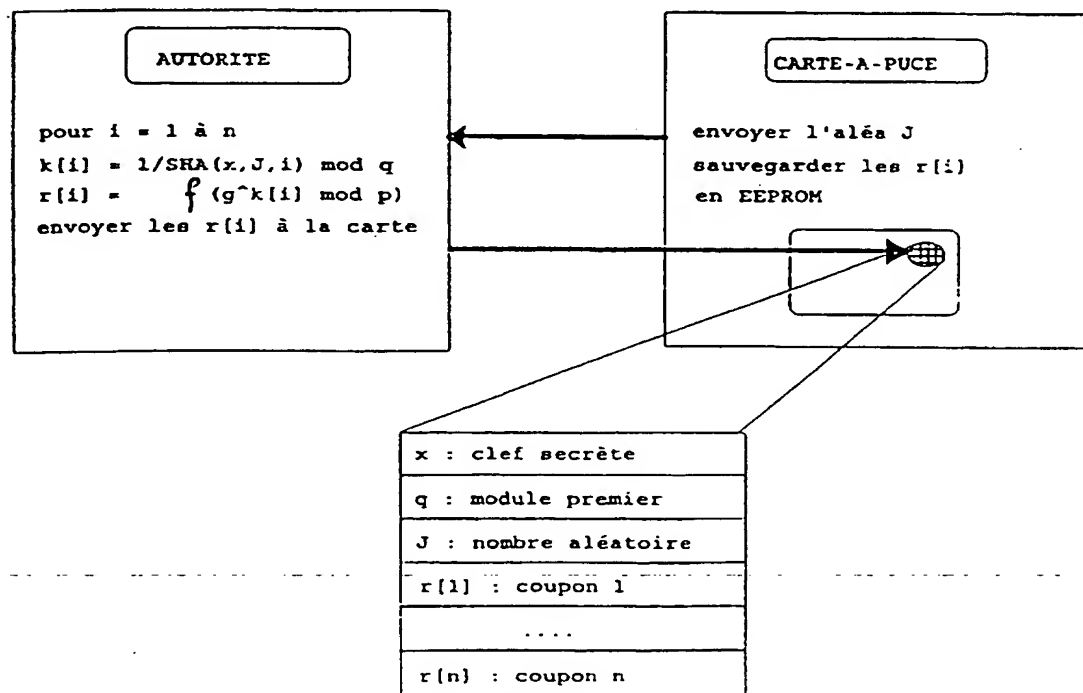 AUTORITE
pour i = 1 à n
k[i] = 1/SHA(x,J,i) mod q
r[i] = f (g^k[i] mod p)
envoyer les r[i] à la carte
CARTE-A-PUCE
envoyer l'aléa J
sauvegarder les r[i]
en EEPROM
x : clef secrète
q : module premier
J : nombre aléatoire
r[1] : coupon 1
....
r[n] : coupon n